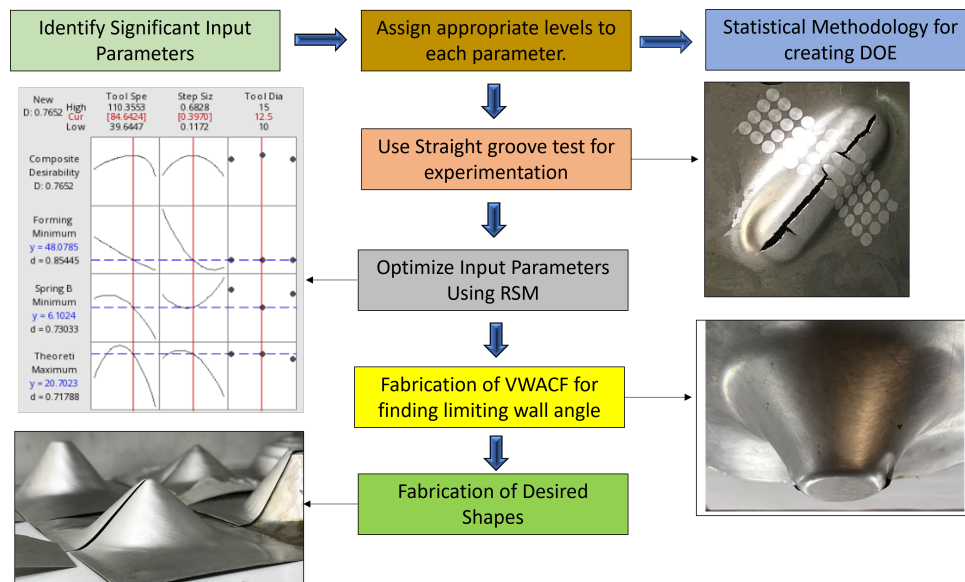 Identify Significant Input
Parameters
Assign appropriate levels to
each parameter.
Statistical Methodology for
creating DOE
Use Straight groove test for
experimentation
Optimize Input Parameters
Using RSM
Fabrication of VWACF for
finding limiting wall angle
Fabrication of Desired
Shapes
New
D: 0.7652
High
Cur
Low
Tool Spe
110.3553
[84.6424]
39.6447
Step Siz
0.6828
[0.3970]
0.1172
Tool Dia
15
12.5
10
Composite
Desirability
D: 0.7652
Forming
Minimum
y = 48.0785
d = 0.85445
Spring B
Minimum
y = 6.1024
d = 0.73033
Theoreti
Maximum
y = 20.7023
d = 0.71788